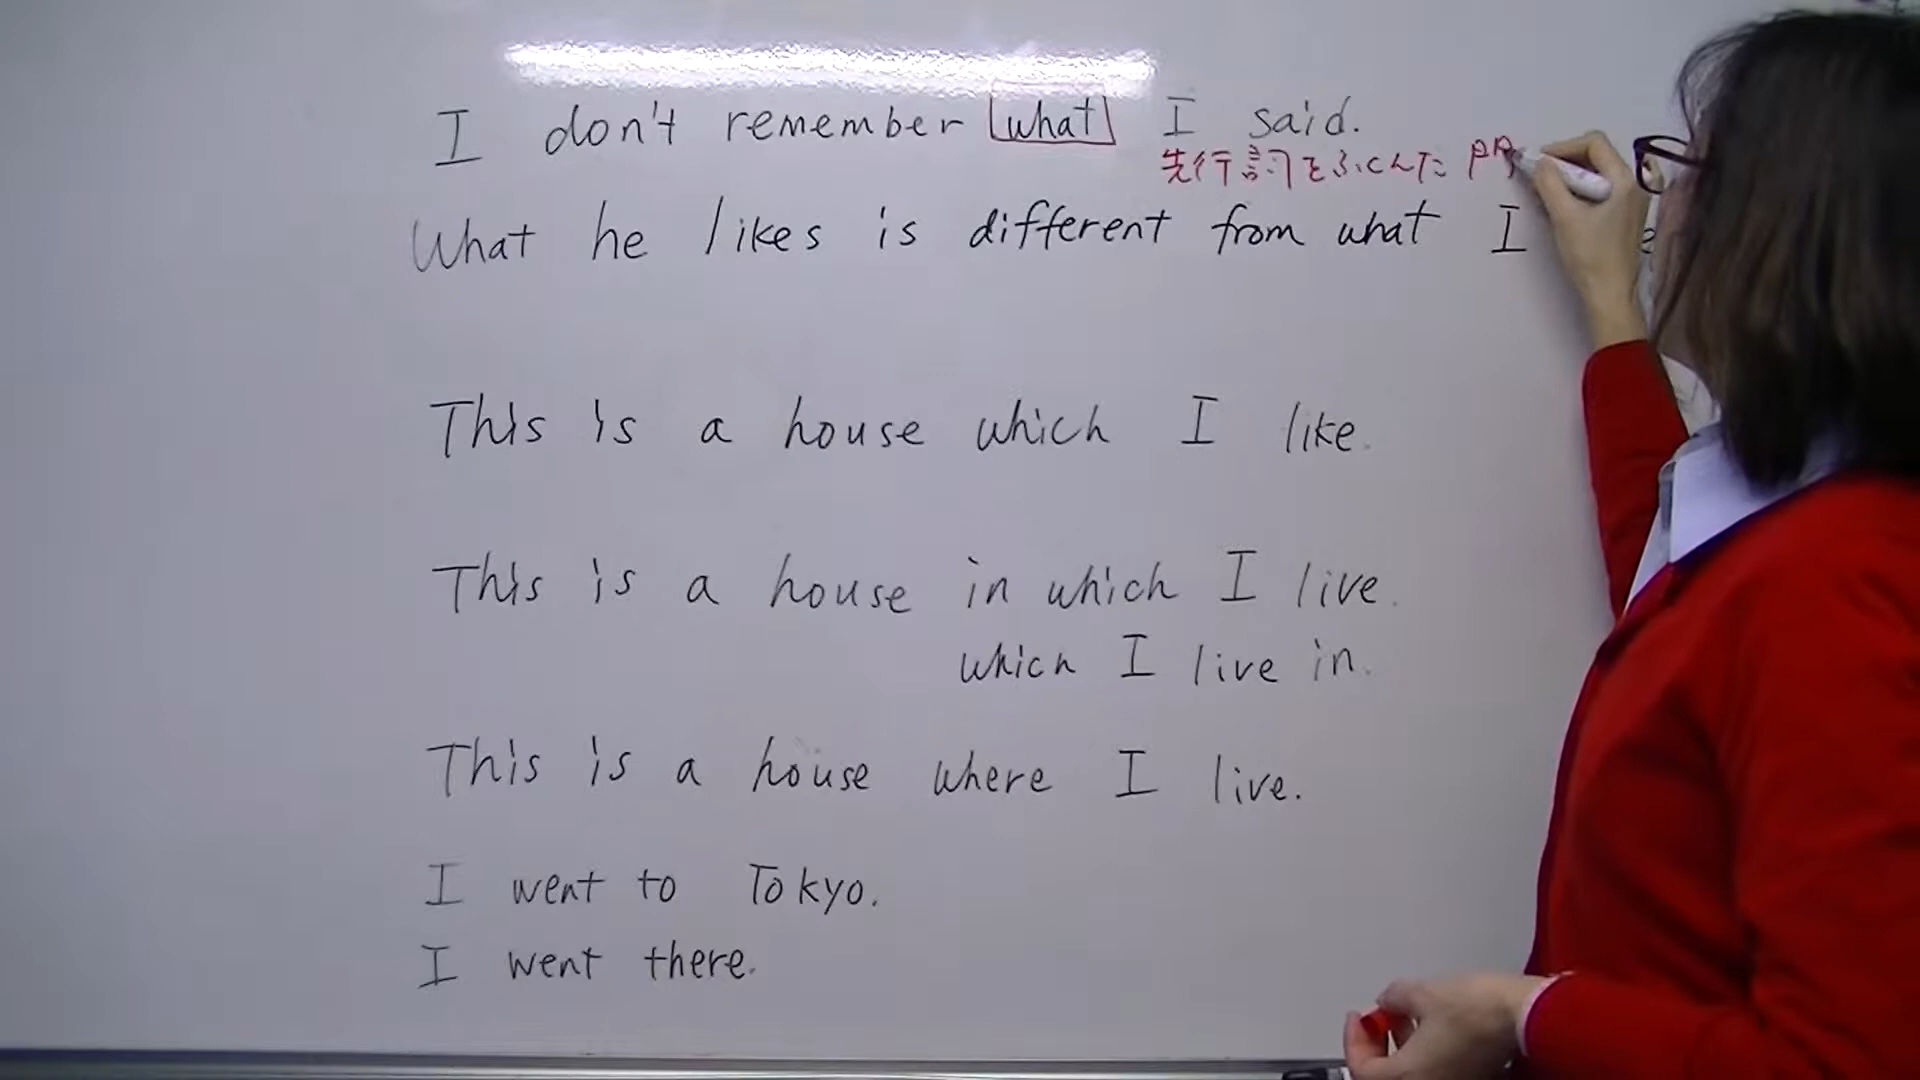 I don't remember what I said.
先行詞をふくんだ
What he likes is different from what I
This is a house which I like.
This is a house in which I live.
which I live in.
This is a house where I live.
I went to Tokyo.
I went there.